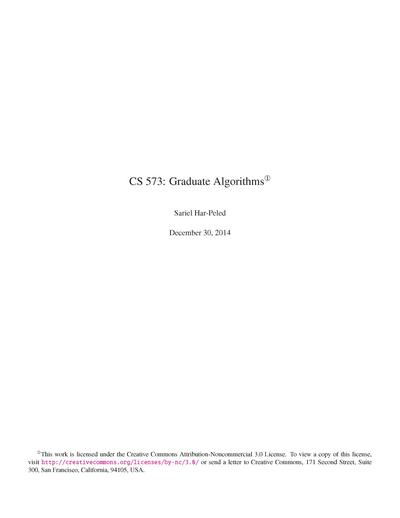 CS 573: Graduate Algorithms①
Sariel Har-Peled
December 30, 2014
①This work is licensed under the Creative Commons Attribution-Noncommercial 3.0 License. To view a copy of this license,
visit http://creativecommons.org/licenses/by-nc/3.0/ or send a letter to Creative Commons, 171 Second Street, Suite
300, San Francisco, California, 94105, USA.